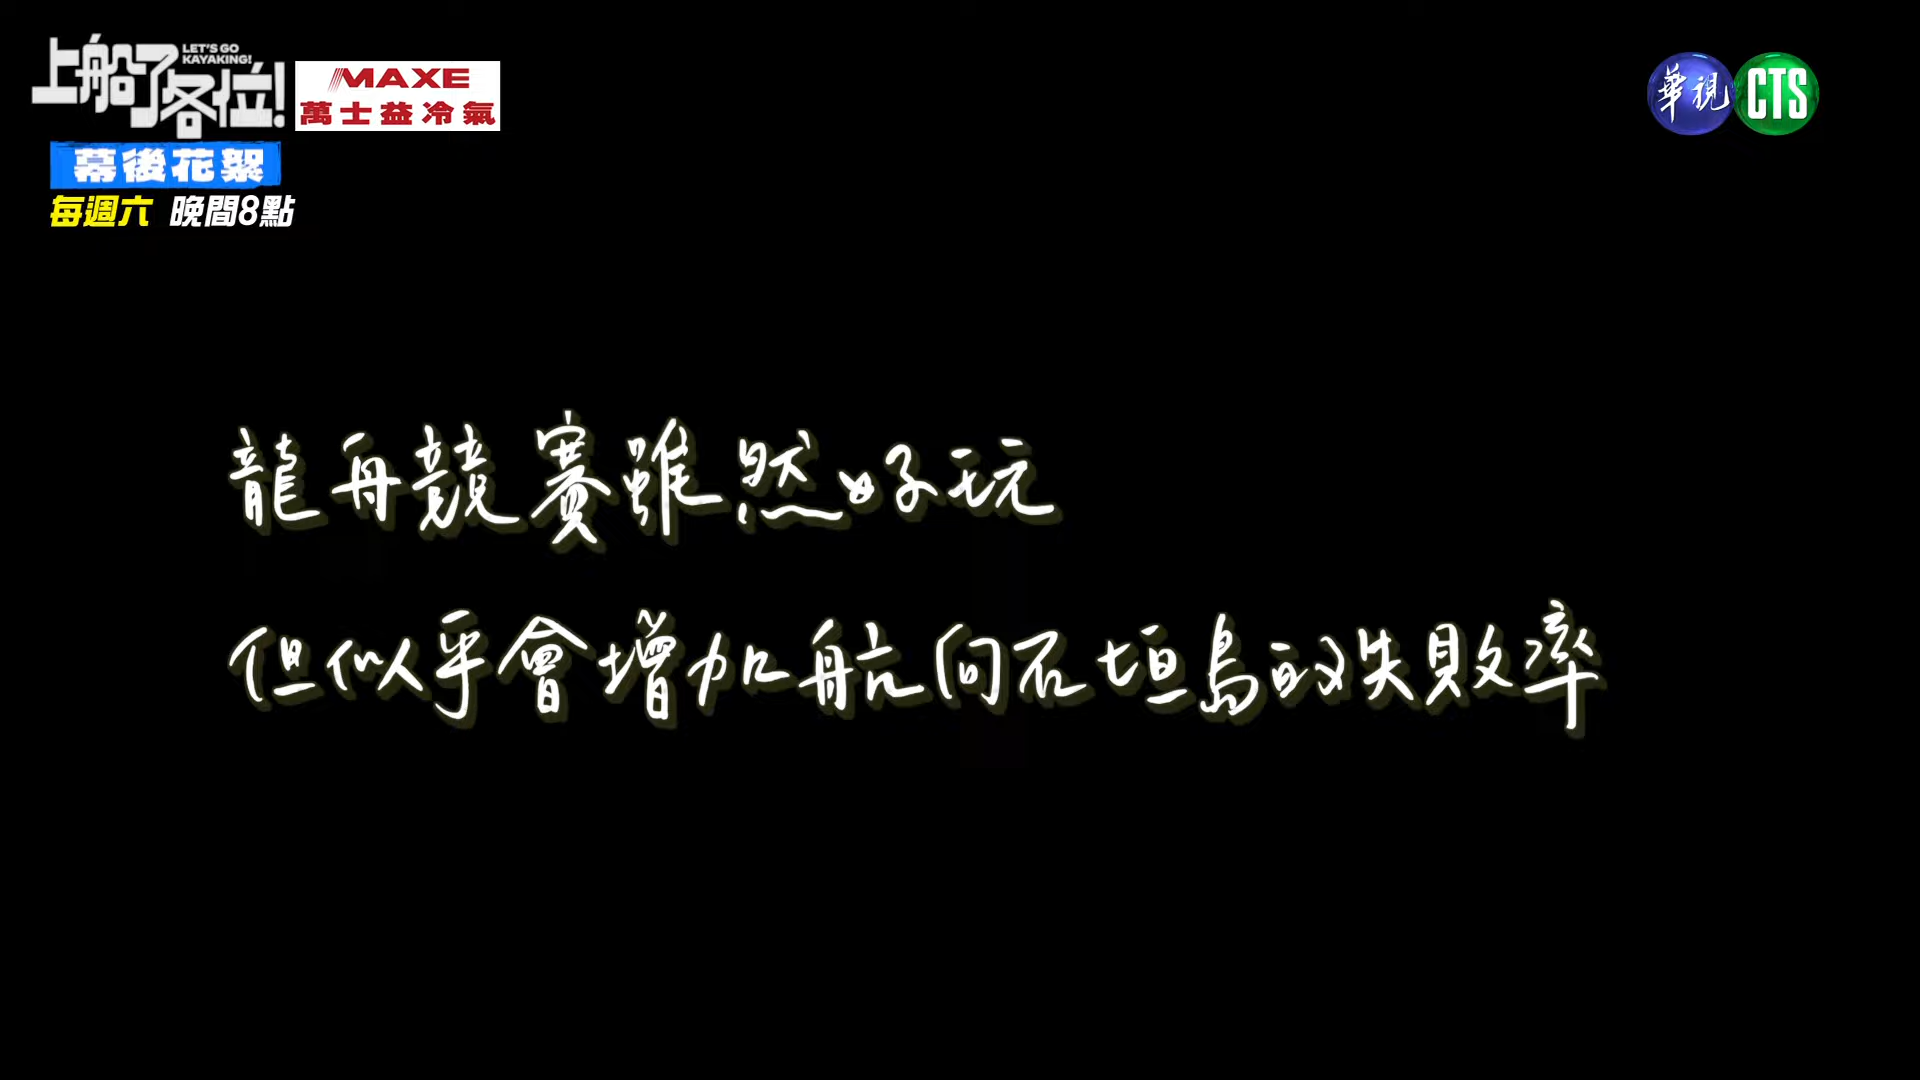 上船了各位!
LET'S GO
KAYAKING!
MAXE
萬士益冷氣
幕後花絮
每週六 晚間8點
華視 CTS
龍舟競賽雖然好玩
但似乎會增加航向石垣島的失敗率